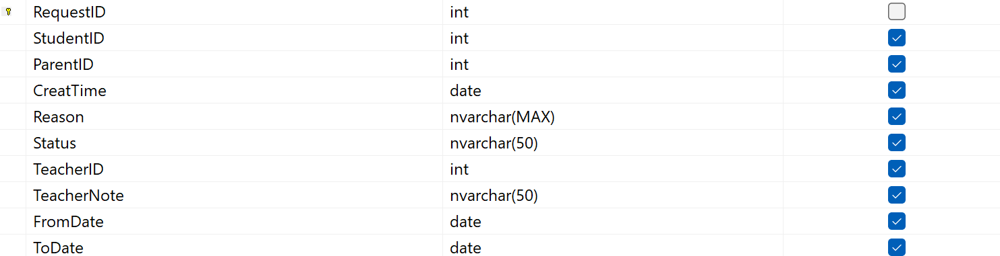 RequestID int
StudentID int
ParentID int
CreatTime date
Reason nvarchar(MAX)
Status nvarchar(50)
TeacherID int
TeacherNote nvarchar(50)
FromDate date
ToDate date